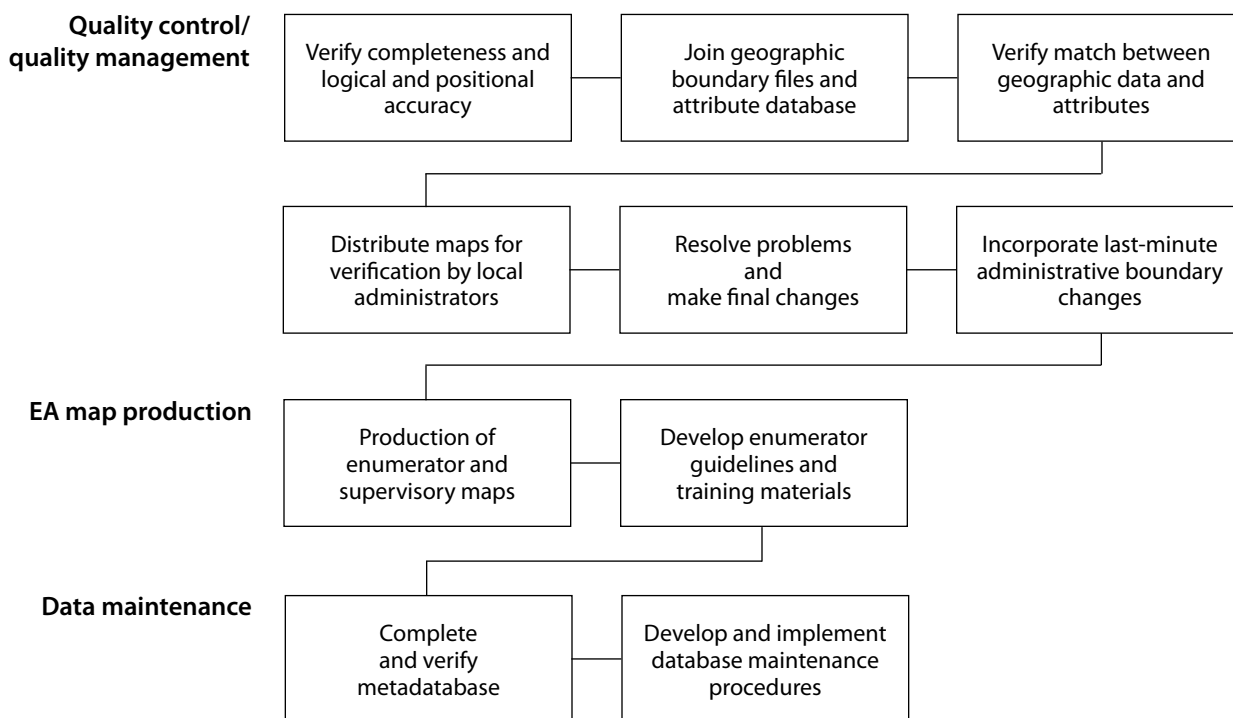 Quality control/
quality management
Verify completeness and
logical and positional
accuracy
Join geographic
boundary files and
attribute database
Verify match between
geographic data and
attributes
Distribute maps for
verification by local
administrators
Resolve problems
and
make final changes
Incorporate last-minute
administrative boundary
changes
EA map production
Production of
enumerator and
supervisory maps
Develop enumerator
guidelines and
training materials
Data maintenance
Complete
and verify
metadatabase
Develop and implement
database maintenance
procedures